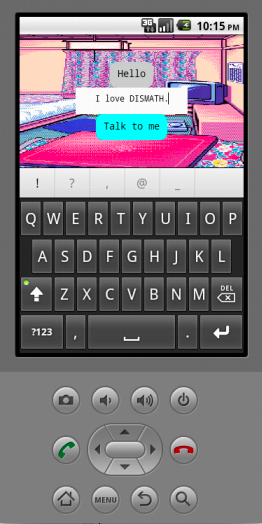 3G
10:15 PM
Hello
I love DISMATH.
Talk to me
! ? , @ _
Q W E R T Y U I O P
A S D F G H J K L
Z X C V B N M DEL
?123 , .
MENU